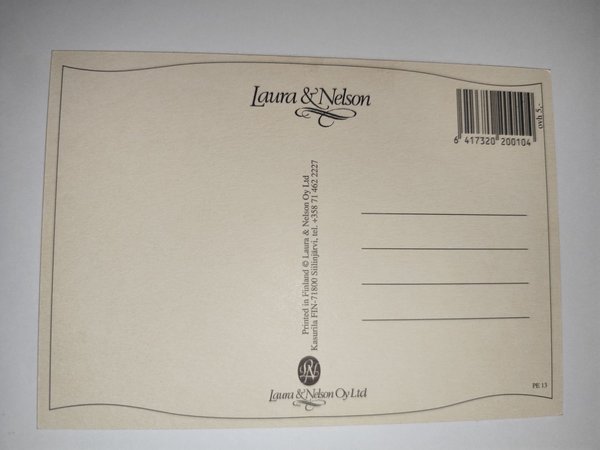 Laura & Nelson
6 417320 200104
ovh 5,-
Printed in Finland © Laura & Nelson Oy Ltd
Kasurila FIN-71800 Siilinjärvi, tel. +358 71 462 2227
Laura & Nelson Oy Ltd
PE 13